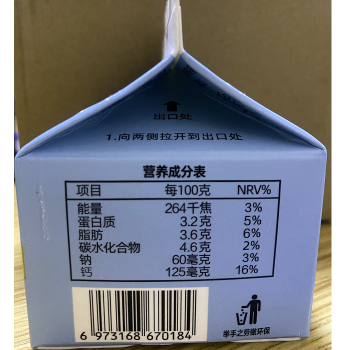 出口处
1.向两侧拉开到出口处
营养成分表
项目 每100克 NRV%
能量 264千焦 3%
蛋白质 3.2克 5%
脂肪 3.6克 6%
碳水化合物 4.6克 2%
钠 60毫克 3%
钙 125毫克 16%
6 973168 670184
举手之劳做环保